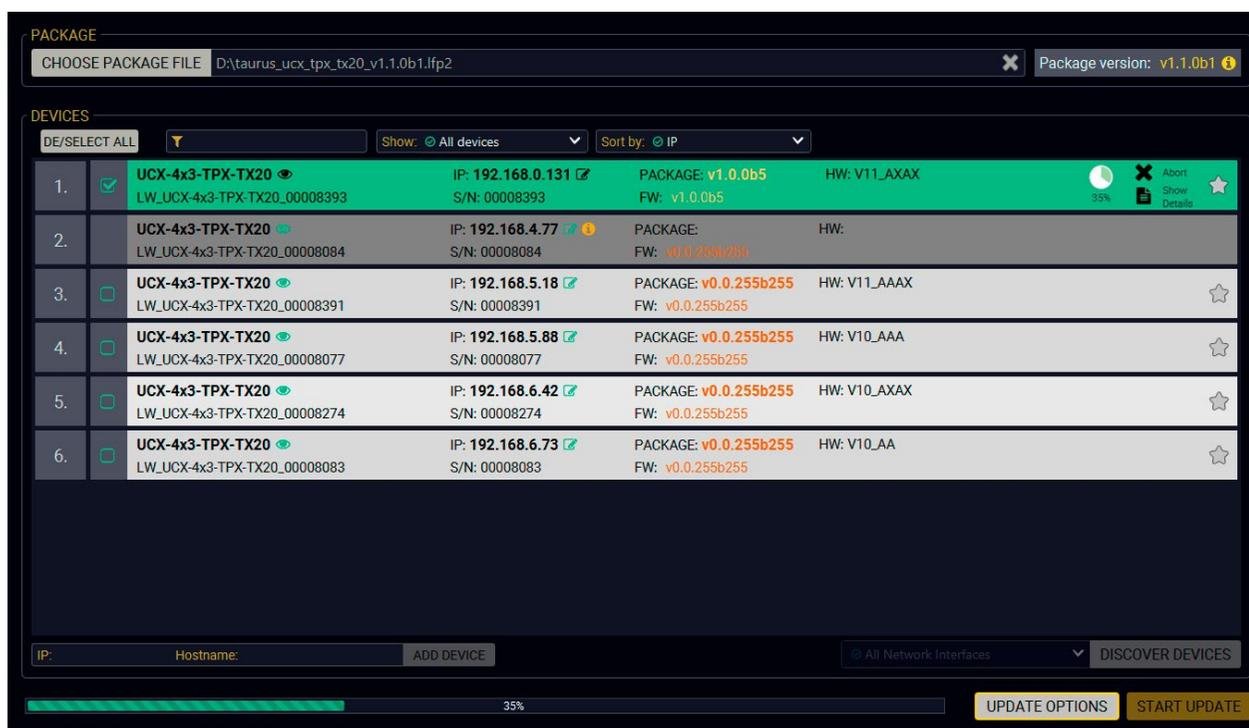 PACKAGE
CHOOSE PACKAGE FILE D:\taurus_ucx_tpx_tx20_v1.1.0b1.lfp2 Package version: v1.1.0b1
DEVICES
DE/SELECT ALL Show: All devices Sort by: IP
1. UCX-4x3-TPX-TX20 IP: 192.168.0.131 PACKAGE: v1.0.0b5 HW: V11_AXAX 35% Abort
LW_UCX-4x3-TPX-TX20_00008393 S/N: 00008393 FW: v1.0.0b5 Show Details
2. UCX-4x3-TPX-TX20 IP: 192.168.4.77 PACKAGE: HW:
LW_UCX-4x3-TPX-TX20_00008084 S/N: 00008084 FW: v0.0.255b255
3. UCX-4x3-TPX-TX20 IP: 192.168.5.18 PACKAGE: v0.0.255b255 HW: V11_AAAX
LW_UCX-4x3-TPX-TX20_00008391 S/N: 00008391 FW: v0.0.255b255
4. UCX-4x3-TPX-TX20 IP: 192.168.5.88 PACKAGE: v0.0.255b255 HW: V10_AAA
LW_UCX-4x3-TPX-TX20_00008077 S/N: 00008077 FW: v0.0.255b255
5. UCX-4x3-TPX-TX20 IP: 192.168.6.42 PACKAGE: v0.0.255b255 HW: V10_AXAX
LW_UCX-4x3-TPX-TX20_00008274 S/N: 00008274 FW: v0.0.255b255
6. UCX-4x3-TPX-TX20 IP: 192.168.6.73 PACKAGE: v0.0.255b255 HW: V10_AA
LW_UCX-4x3-TPX-TX20_00008083 S/N: 00008083 FW: v0.0.255b255
IP: Hostname: ADD DEVICE All Network Interfaces DISCOVER DEVICES
35% UPDATE OPTIONS START UPDATE